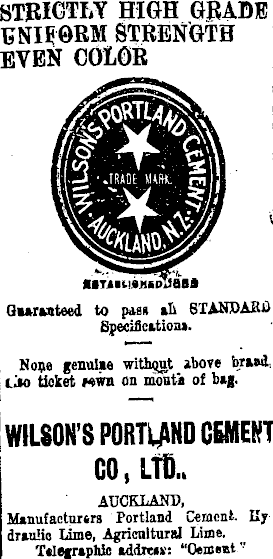 STRICTLY HIGH GRADE
UNIFORM STRENGTH
EVEN COLOR
WILSON'S PORTLAND CEMENT
TRADE MARK
AUCKLAND, N.Z.
ESTABLISHED 1883
Guaranteed to pass all STANDARD
Specifications.
None genuine without above brand
also ticket sewn on mouth of bag.
WILSON'S PORTLAND CEMENT
CO, LTD.,
AUCKLAND,
Manufacturers Portland Cement. Hy
draulic Lime, Agricultural Lime.
Telegraphic address: "Cement."